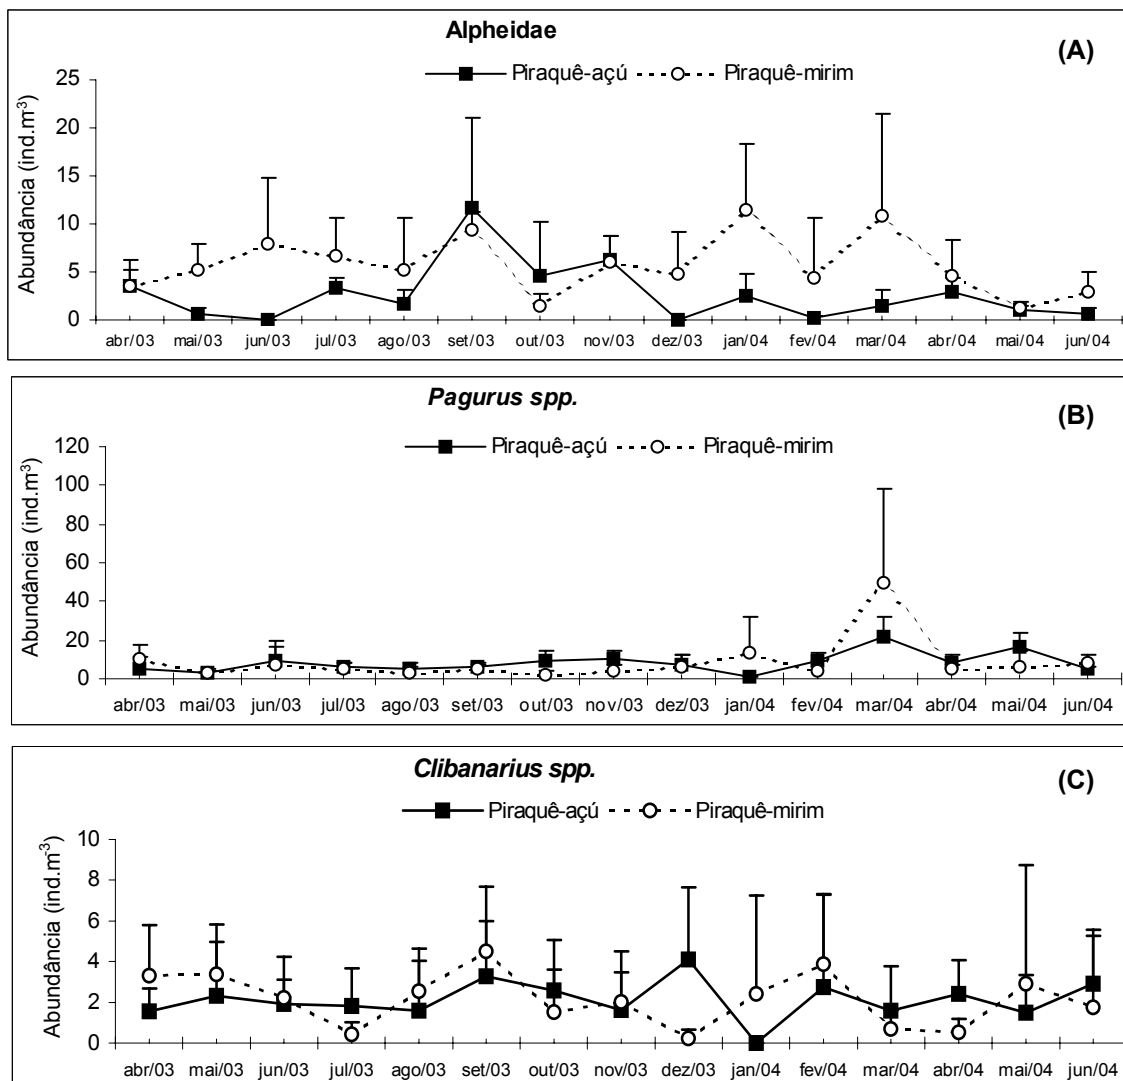 Alpheidae
(A)
Piraquê-açú Piraquê-mirim
Abundância (ind.m-3)
25
20
15
10
5
0
abr/03 mai/03 jun/03 jul/03 ago/03 set/03 out/03 nov/03 dez/03 jan/04 fev/04 mar/04 abr/04 mai/04 jun/04
Pagurus spp.
(B)
Piraquê-açú Piraquê-mirim
Abundância (ind.m³)
120
100
80
60
40
20
0
abr/03 mai/03 jun/03 jul/03 ago/03 set/03 out/03 nov/03 dez/03 jan/04 fev/04 mar/04 abr/04 mai/04 jun/04
Clibanarius spp.
(C)
Piraquê-açú Piraquê-mirim
Abundância (ind.m-3)
10
8
6
4
2
0
abr/03 mai/03 jun/03 jul/03 ago/03 set/03 out/03 nov/03 dez/03 jan/04 fev/04 mar/04 abr/04 mai/04 jun/04